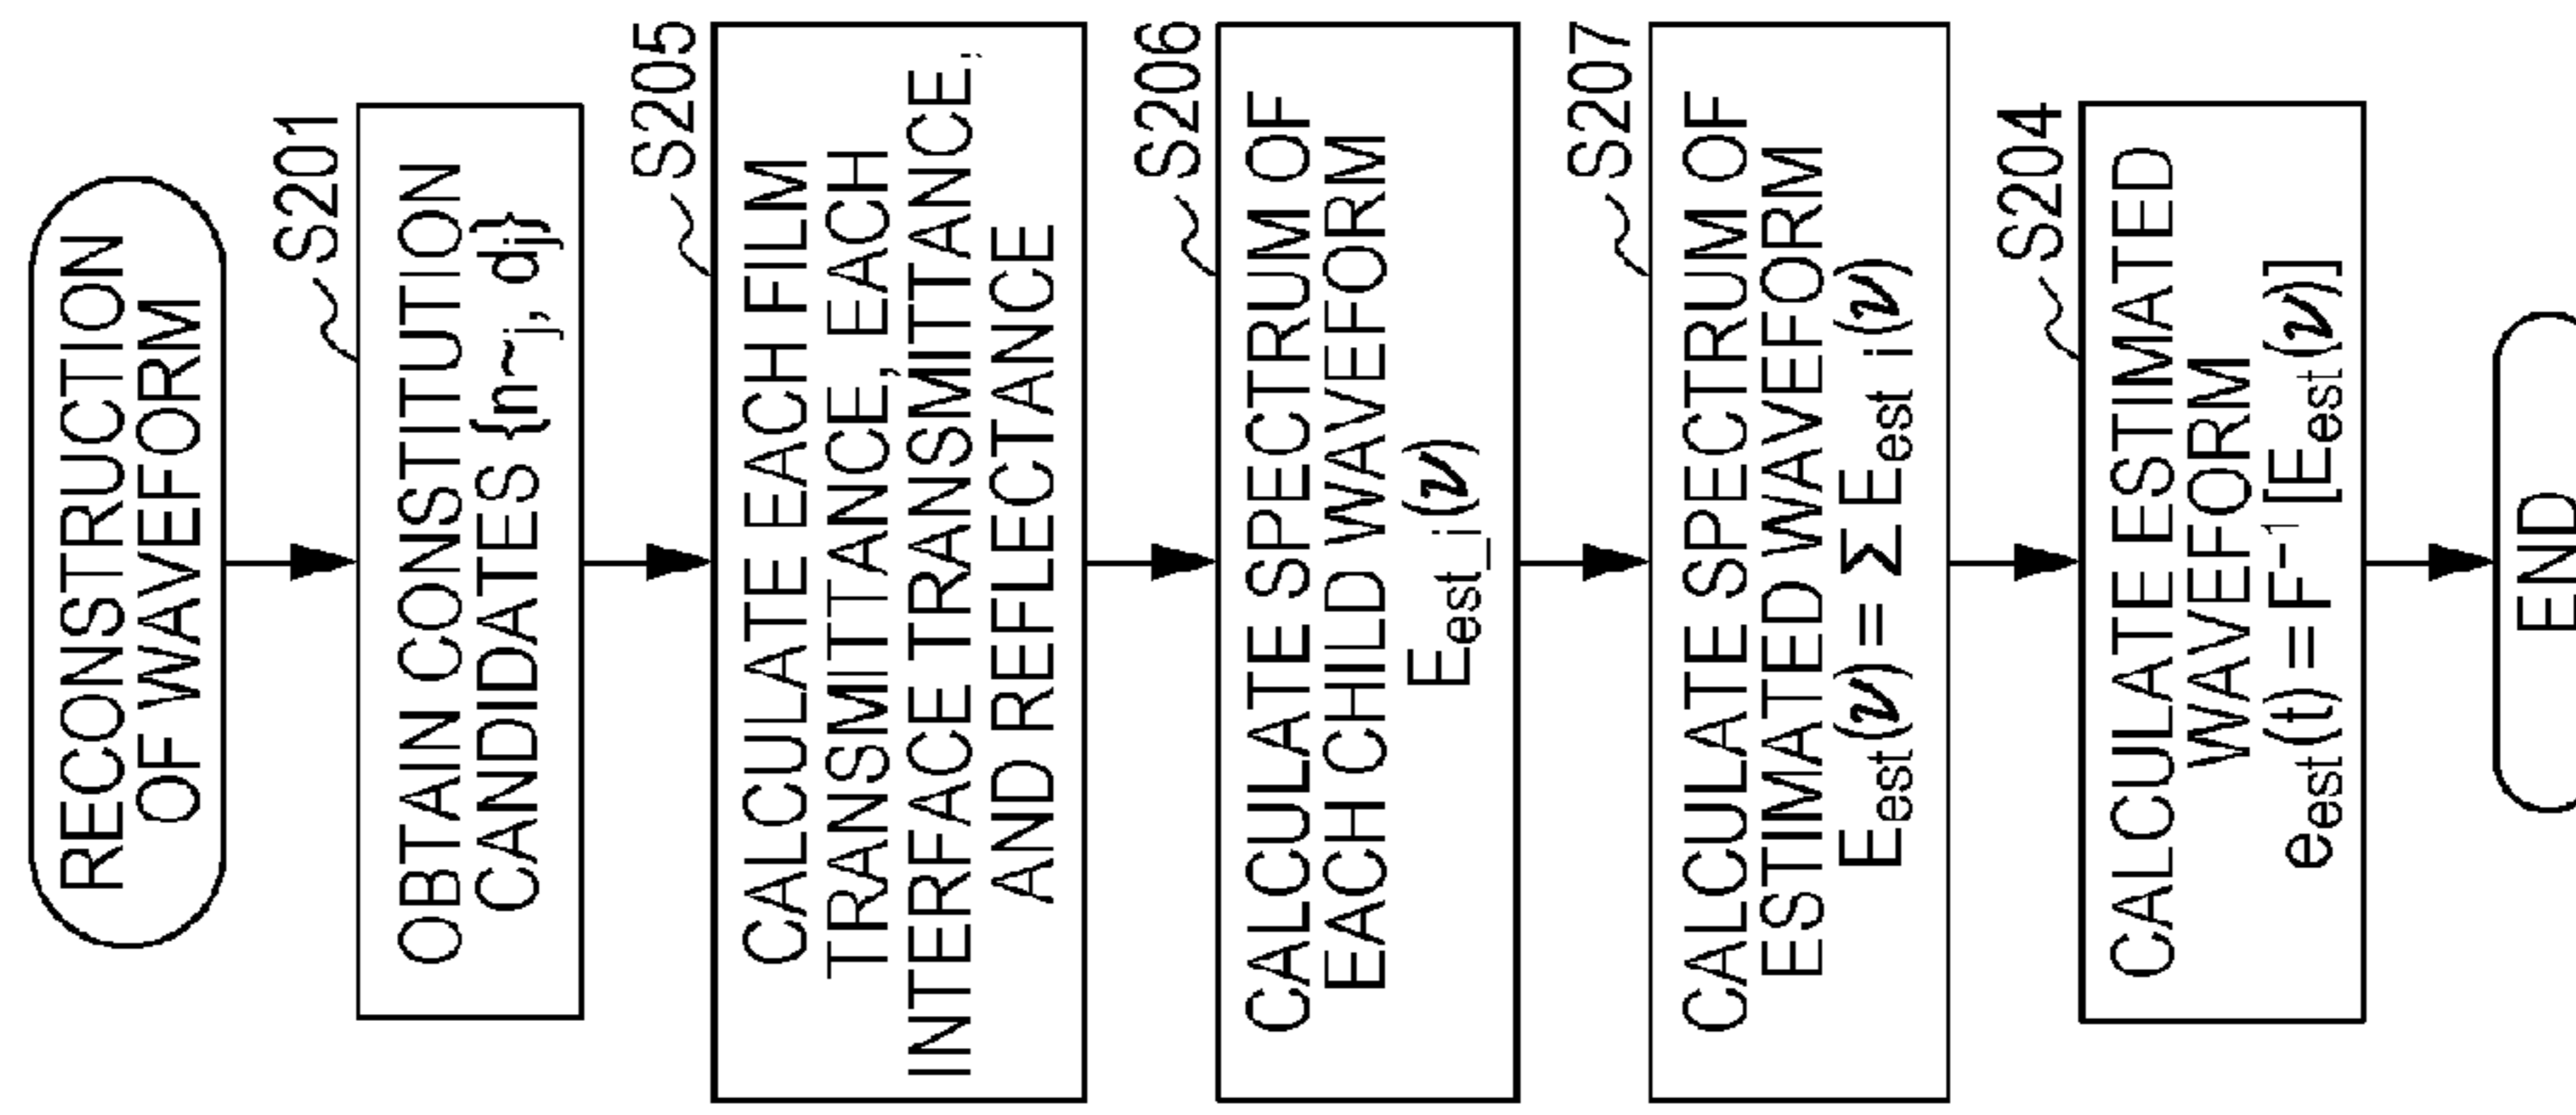 RECONSTRUCTION
OF WAVEFORM
S201
OBTAIN CONSTITUTION
CANDIDATES {n~j, dj}
S205
CALCULATE EACH FILM
TRANSMITTANCE, EACH
INTERFACE TRANSMITTANCE,
AND REFLECTANCE
S206
CALCULATE SPECTRUM OF
EACH CHILD WAVEFORM
Eest_i(ν)
S207
CALCULATE SPECTRUM OF
ESTIMATED WAVEFORM
Eest(ν) = Σ Eest i(ν)
S204
CALCULATE ESTIMATED
WAVEFORM
eest(t) = F-1 [Eest(ν)]
END